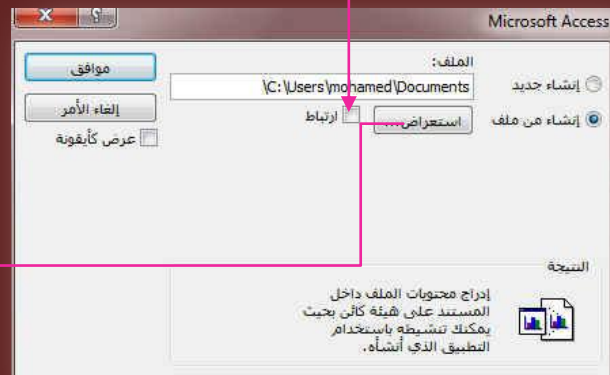 Microsoft Access
إنشاء جديد
إنشاء من ملف
الملف:
C:\Users\mohamed\Documents\
استعراض...
ارتباط
موافق
إلغاء الأمر
عرض كأيقونة
النتيجة
إدراج محتويات الملف داخل
المستند على هيئة كائن بحيث
يمكنك تنشيطه باستخدام
التطبيق الذي أنشأه.